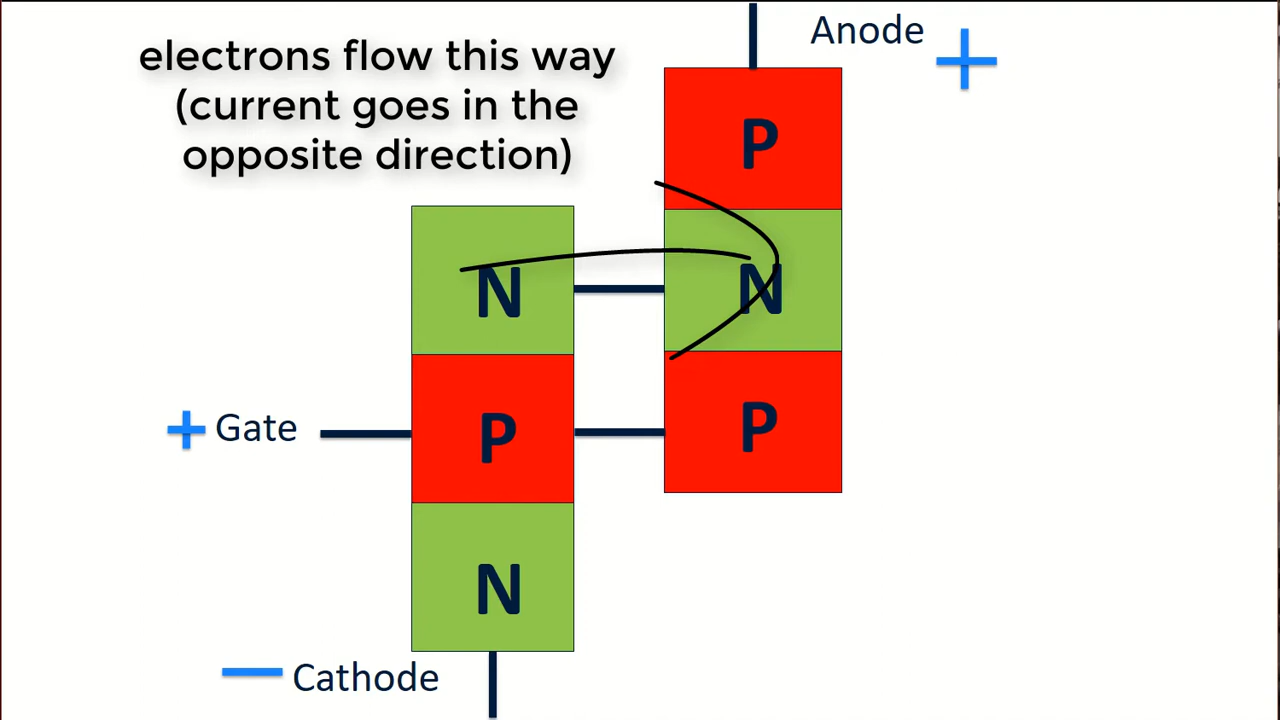 electrons flow this way
(current goes in the
opposite direction)
Anode +
P
N
P
N
P
N
+ Gate
− Cathode